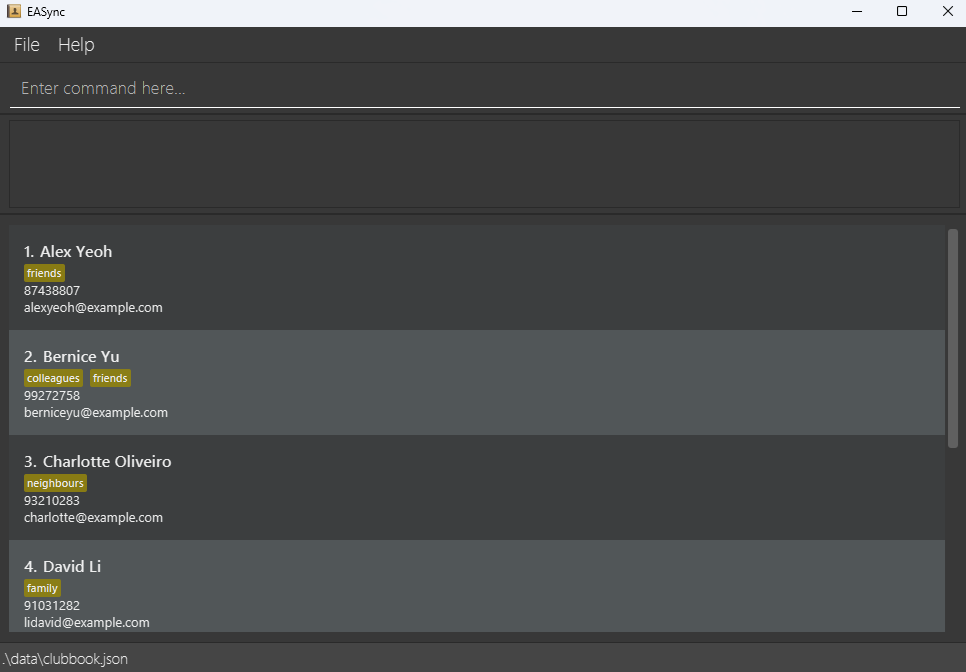 EASync
File Help
Enter command here...
1. Alex Yeoh
friends
87438807
alexyeoh@example.com
2. Bernice Yu
colleagues friends
99272758
berniceyu@example.com
3. Charlotte Oliveiro
neighbours
93210283
charlotte@example.com
4. David Li
family
91031282
lidavid@example.com
.\data\clubbook.json